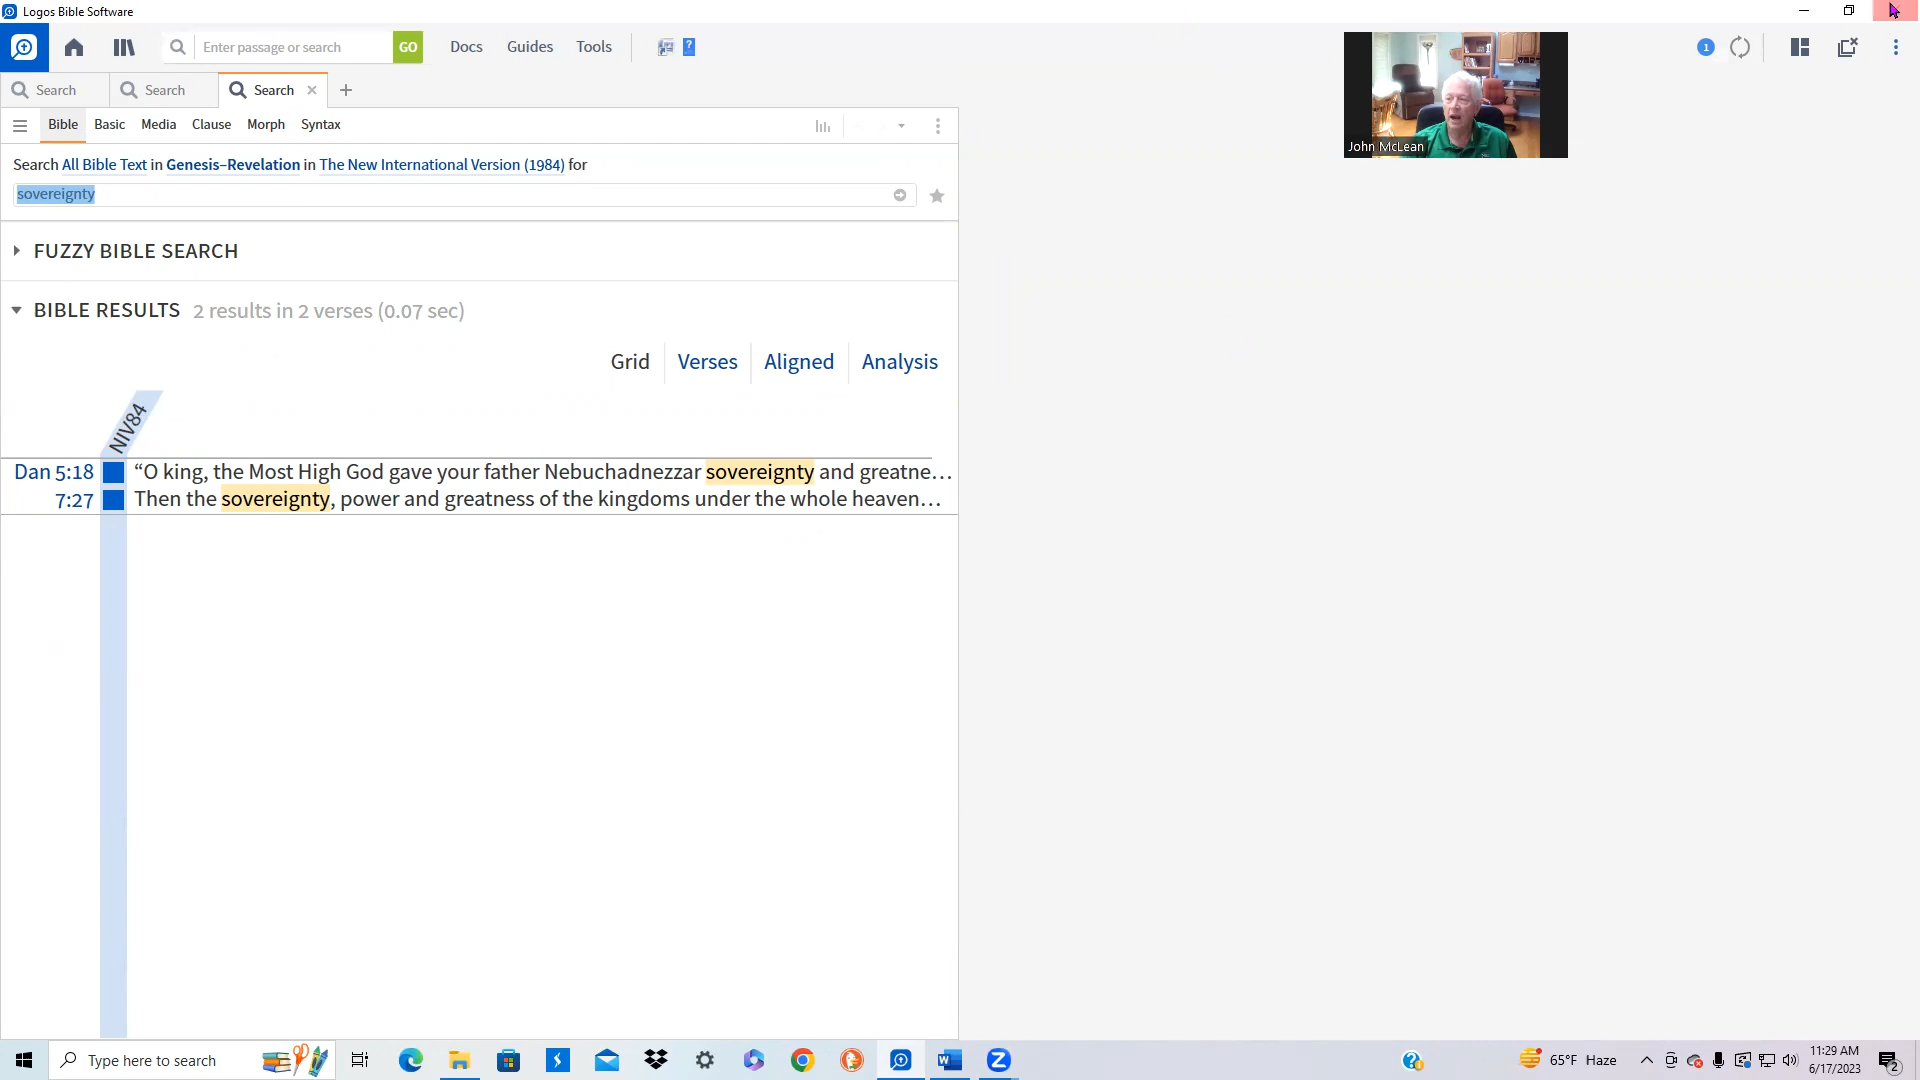 Logos Bible Software
Enter passage or search
GO
Docs
Guides
Tools
1
Search
Search
Search
Bible
Basic
Media
Clause
Morph
Syntax
Search All Bible Text in Genesis–Revelation in The New International Version (1984) for
sovereignty
FUZZY BIBLE SEARCH
BIBLE RESULTS 2 results in 2 verses (0.07 sec)
Grid
Verses
Aligned
Analysis
NIV84
Dan 5:18 “O king, the Most High God gave your father Nebuchadnezzar sovereignty and greatne…
7:27 Then the sovereignty, power and greatness of the kingdoms under the whole heaven…
John McLean
Type here to search
65°F Haze
11:29 AM
6/17/2023
2